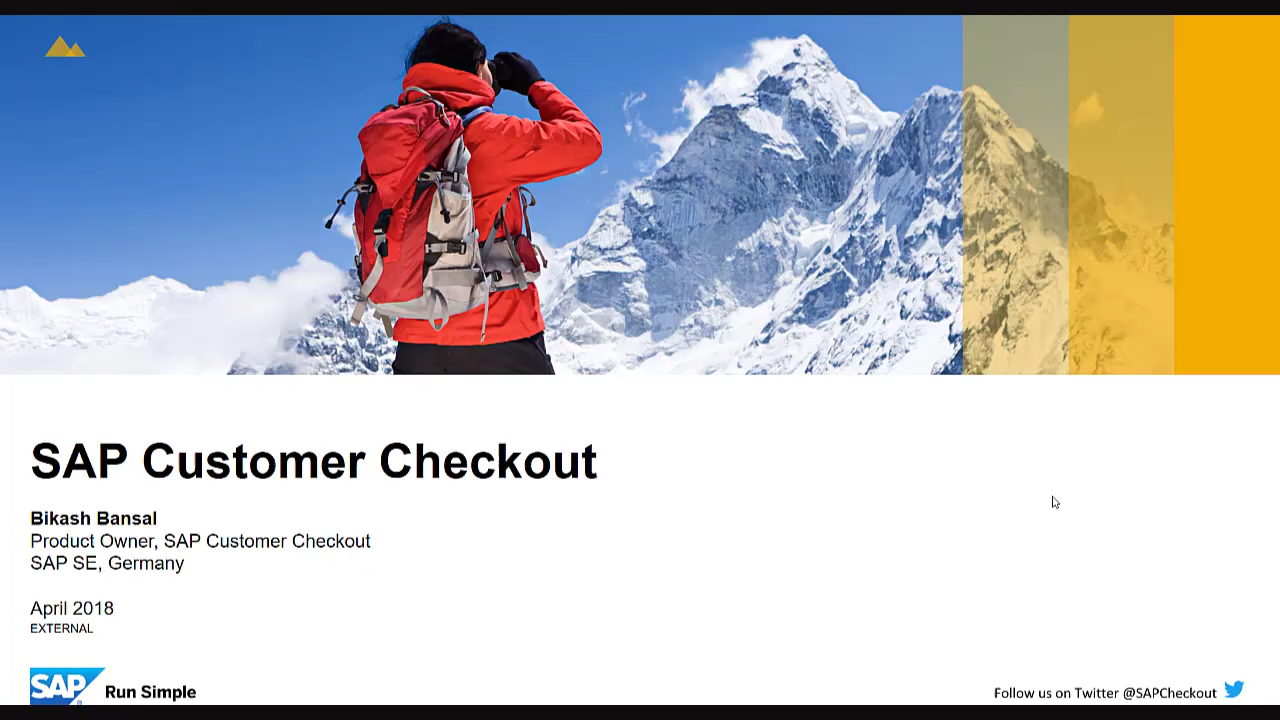 SAP Customer Checkout
Bikash Bansal
Product Owner, SAP Customer Checkout
SAP SE, Germany
April 2018
EXTERNAL
SAP® Run Simple
Follow us on Twitter @SAPCheckout